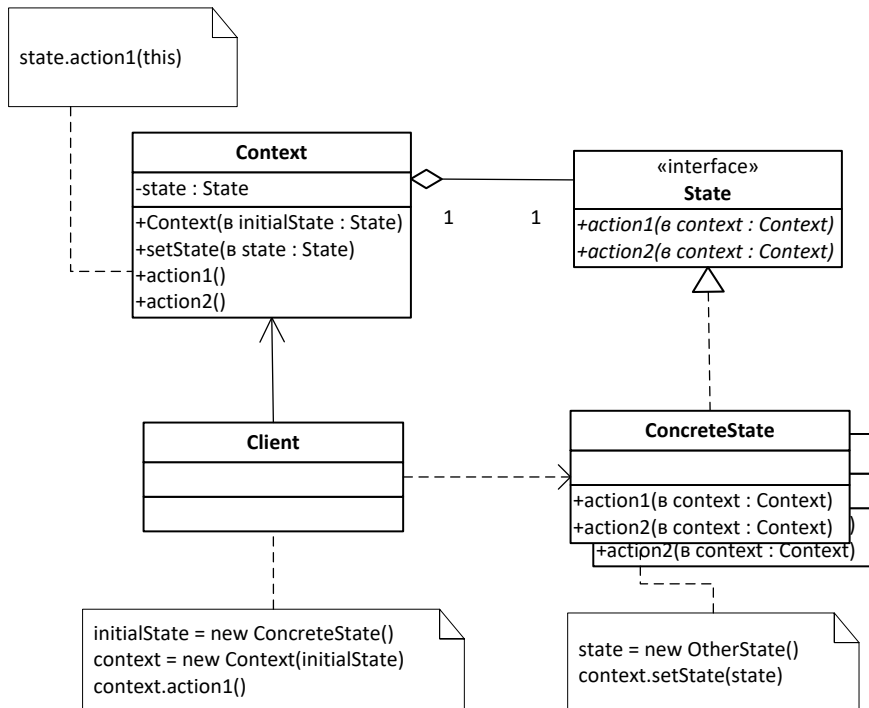 state.action1(this)
Context
-state : State
+Context(в initialState : State)
+setState(в state : State)
+action1()
+action2()
1
1
«interface»
State
+action1(в context : Context)
+action2(в context : Context)
Client
ConcreteState
+action1(в context : Context)
+action2(в context : Context)
+action2(в context : Context)
initialState = new ConcreteState()
context = new Context(initialState)
context.action1()
state = new OtherState()
context.setState(state)